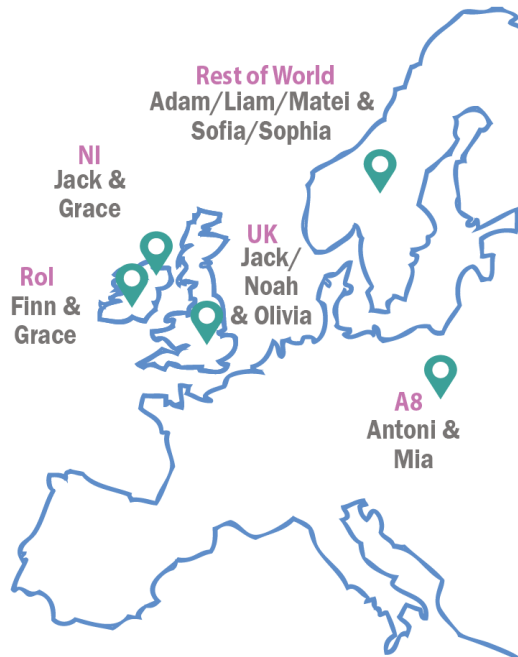 Rest of World
Adam/Liam/Matei &
Sofia/Sophia
NI
Jack &
Grace
UK
Jack/
Noah
& Olivia
RoI
Finn &
Grace
A8
Antoni &
Mia